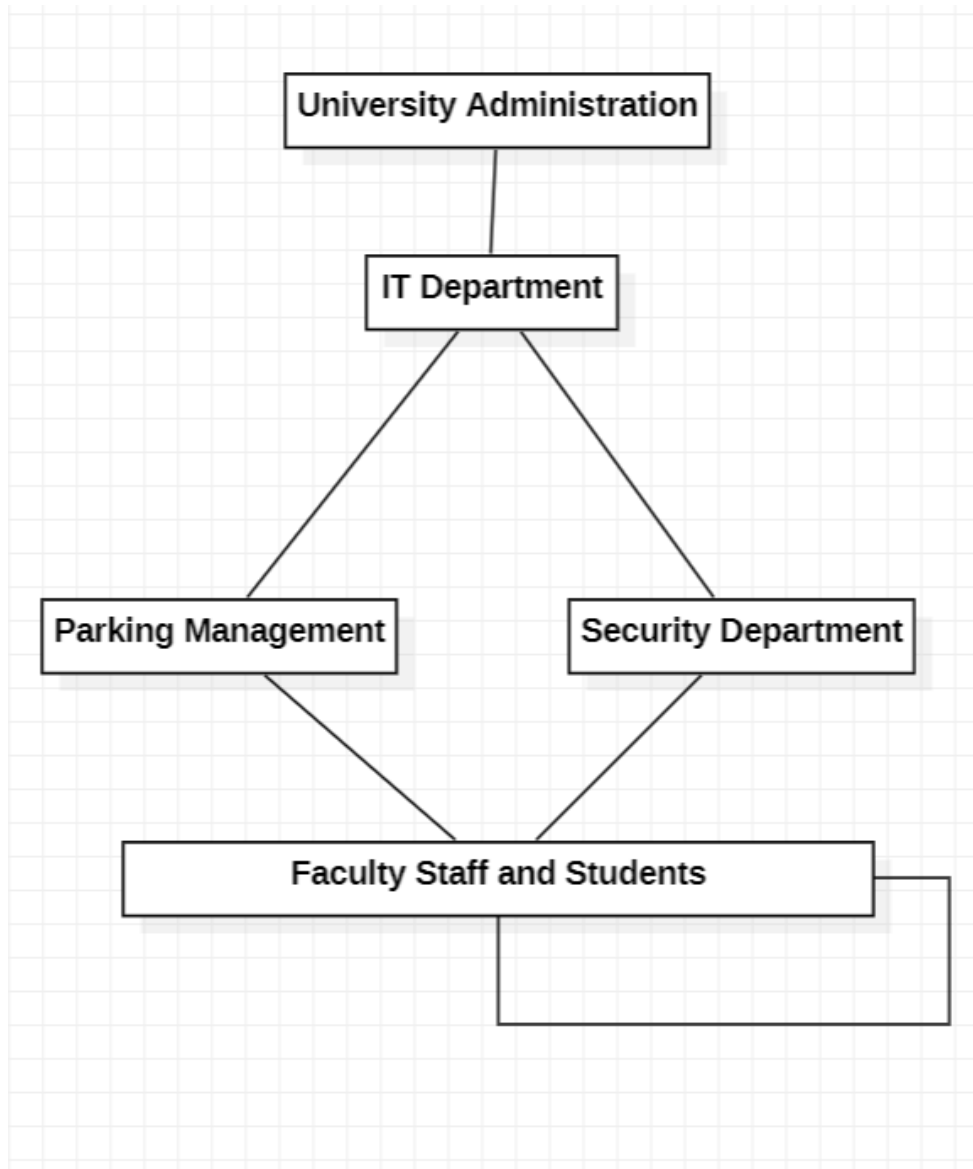 University Administration
IT Department
Parking Management
Security Department
Faculty Staff and Students